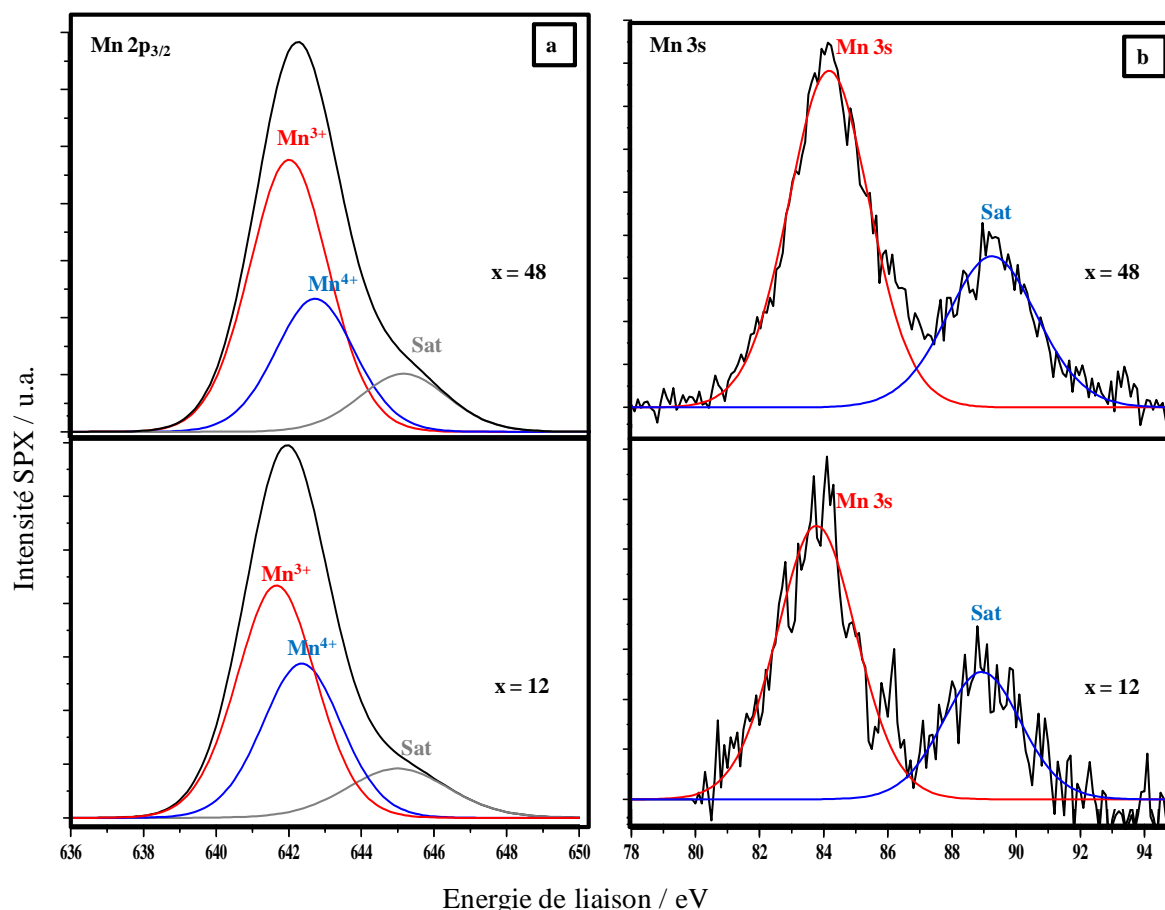 Mn 2p3/2
a
Mn3+
Mn4+
Sat
x = 48
Mn 3s
b
Mn 3s
Sat
x = 48
Mn3+
Mn4+
Sat
x = 12
Mn 3s
Sat
x = 12
Intensité SPX / u.a.
636 638 640 642 644 646 648 650
78 80 82 84 86 88 90 92 94
Energie de liaison / eV